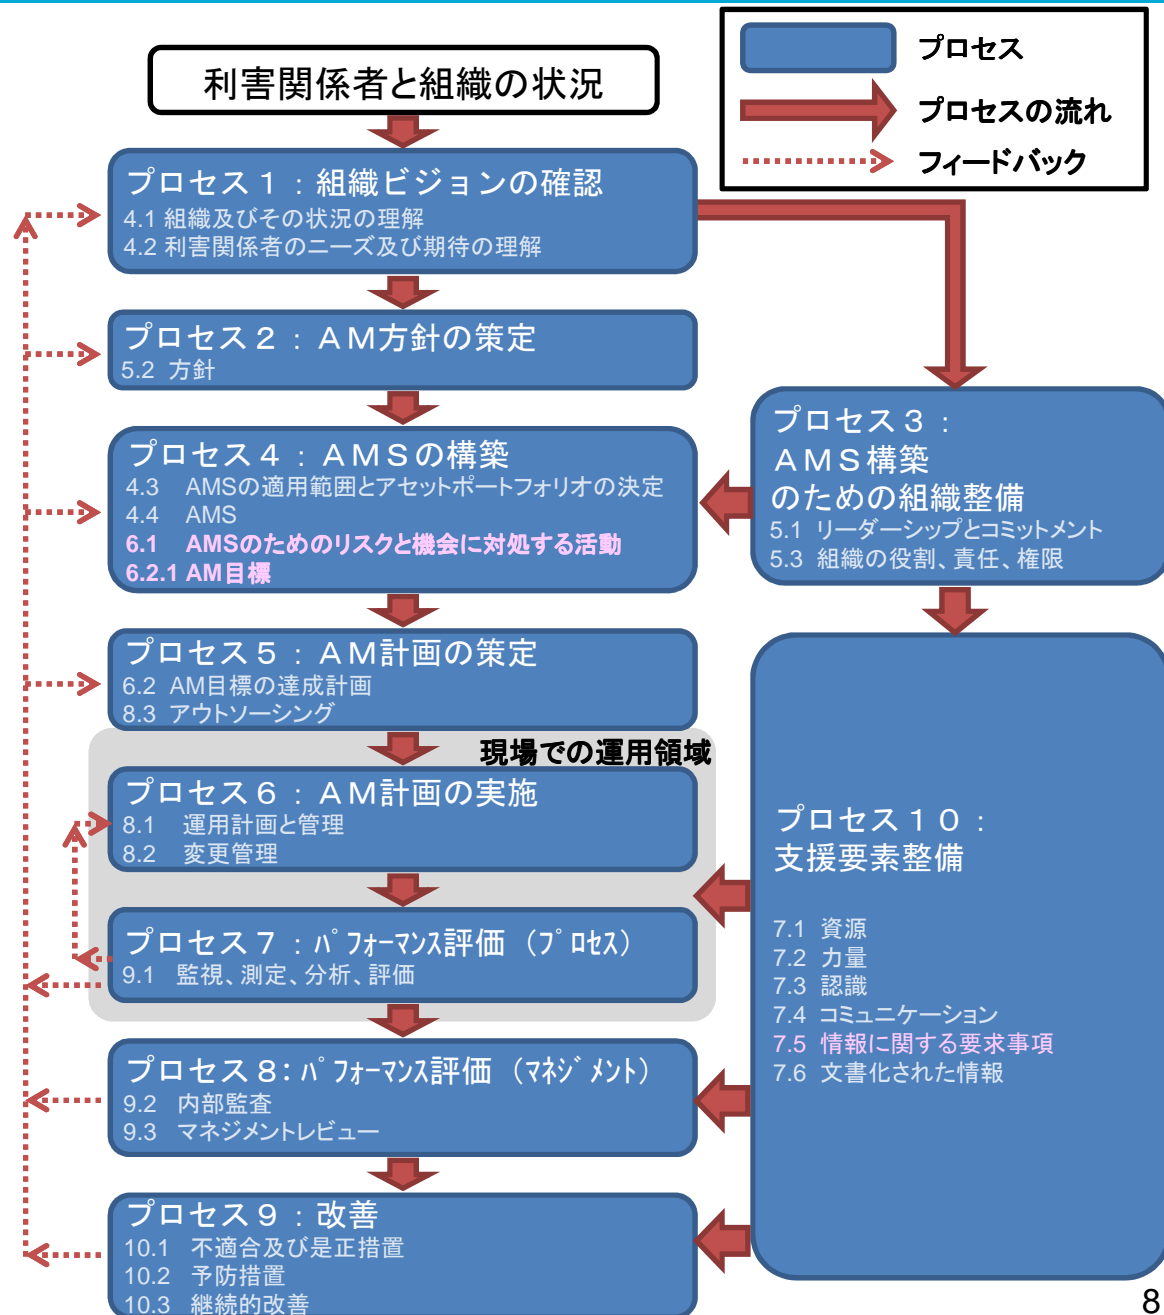 利害関係者と組織の状況
プロセス
プロセスの流れ
フィードバック
プロセス１：組織ビジョンの確認
4.1 組織及びその状況の理解
4.2 利害関係者のニーズ及び期待の理解
プロセス２：ＡＭ方針の策定
5.2 方針
プロセス３：
ＡＭＳ構築
のための組織整備
5.1 リーダーシップとコミットメント
5.3 組織の役割、責任、権限
プロセス４：ＡＭＳの構築
4.3 AMSの適用範囲とアセットポートフォリオの決定
4.4 AMS
6.1 AMSのためのリスクと機会に対処する活動
6.2.1 AM目標
プロセス５：ＡＭ計画の策定
6.2 AM目標の達成計画
8.3 アウトソーシング
現場での運用領域
プロセス６：ＡＭ計画の実施
8.1 運用計画と管理
8.2 変更管理
プロセス７：ﾊﾟﾌｫｰﾏﾝｽ評価（ﾌﾟﾛｾｽ）
9.1 監視、測定、分析、評価
プロセス８：ﾊﾟﾌｫｰﾏﾝｽ評価（ﾏﾈｼﾞﾒﾝﾄ）
9.2 内部監査
9.3 マネジメントレビュー
プロセス９：改善
10.1 不適合及び是正措置
10.2 予防措置
10.3 継続的改善
プロセス１０：
支援要素整備
7.1 資源
7.2 力量
7.3 認識
7.4 コミュニケーション
7.5 情報に関する要求事項
7.6 文書化された情報
8